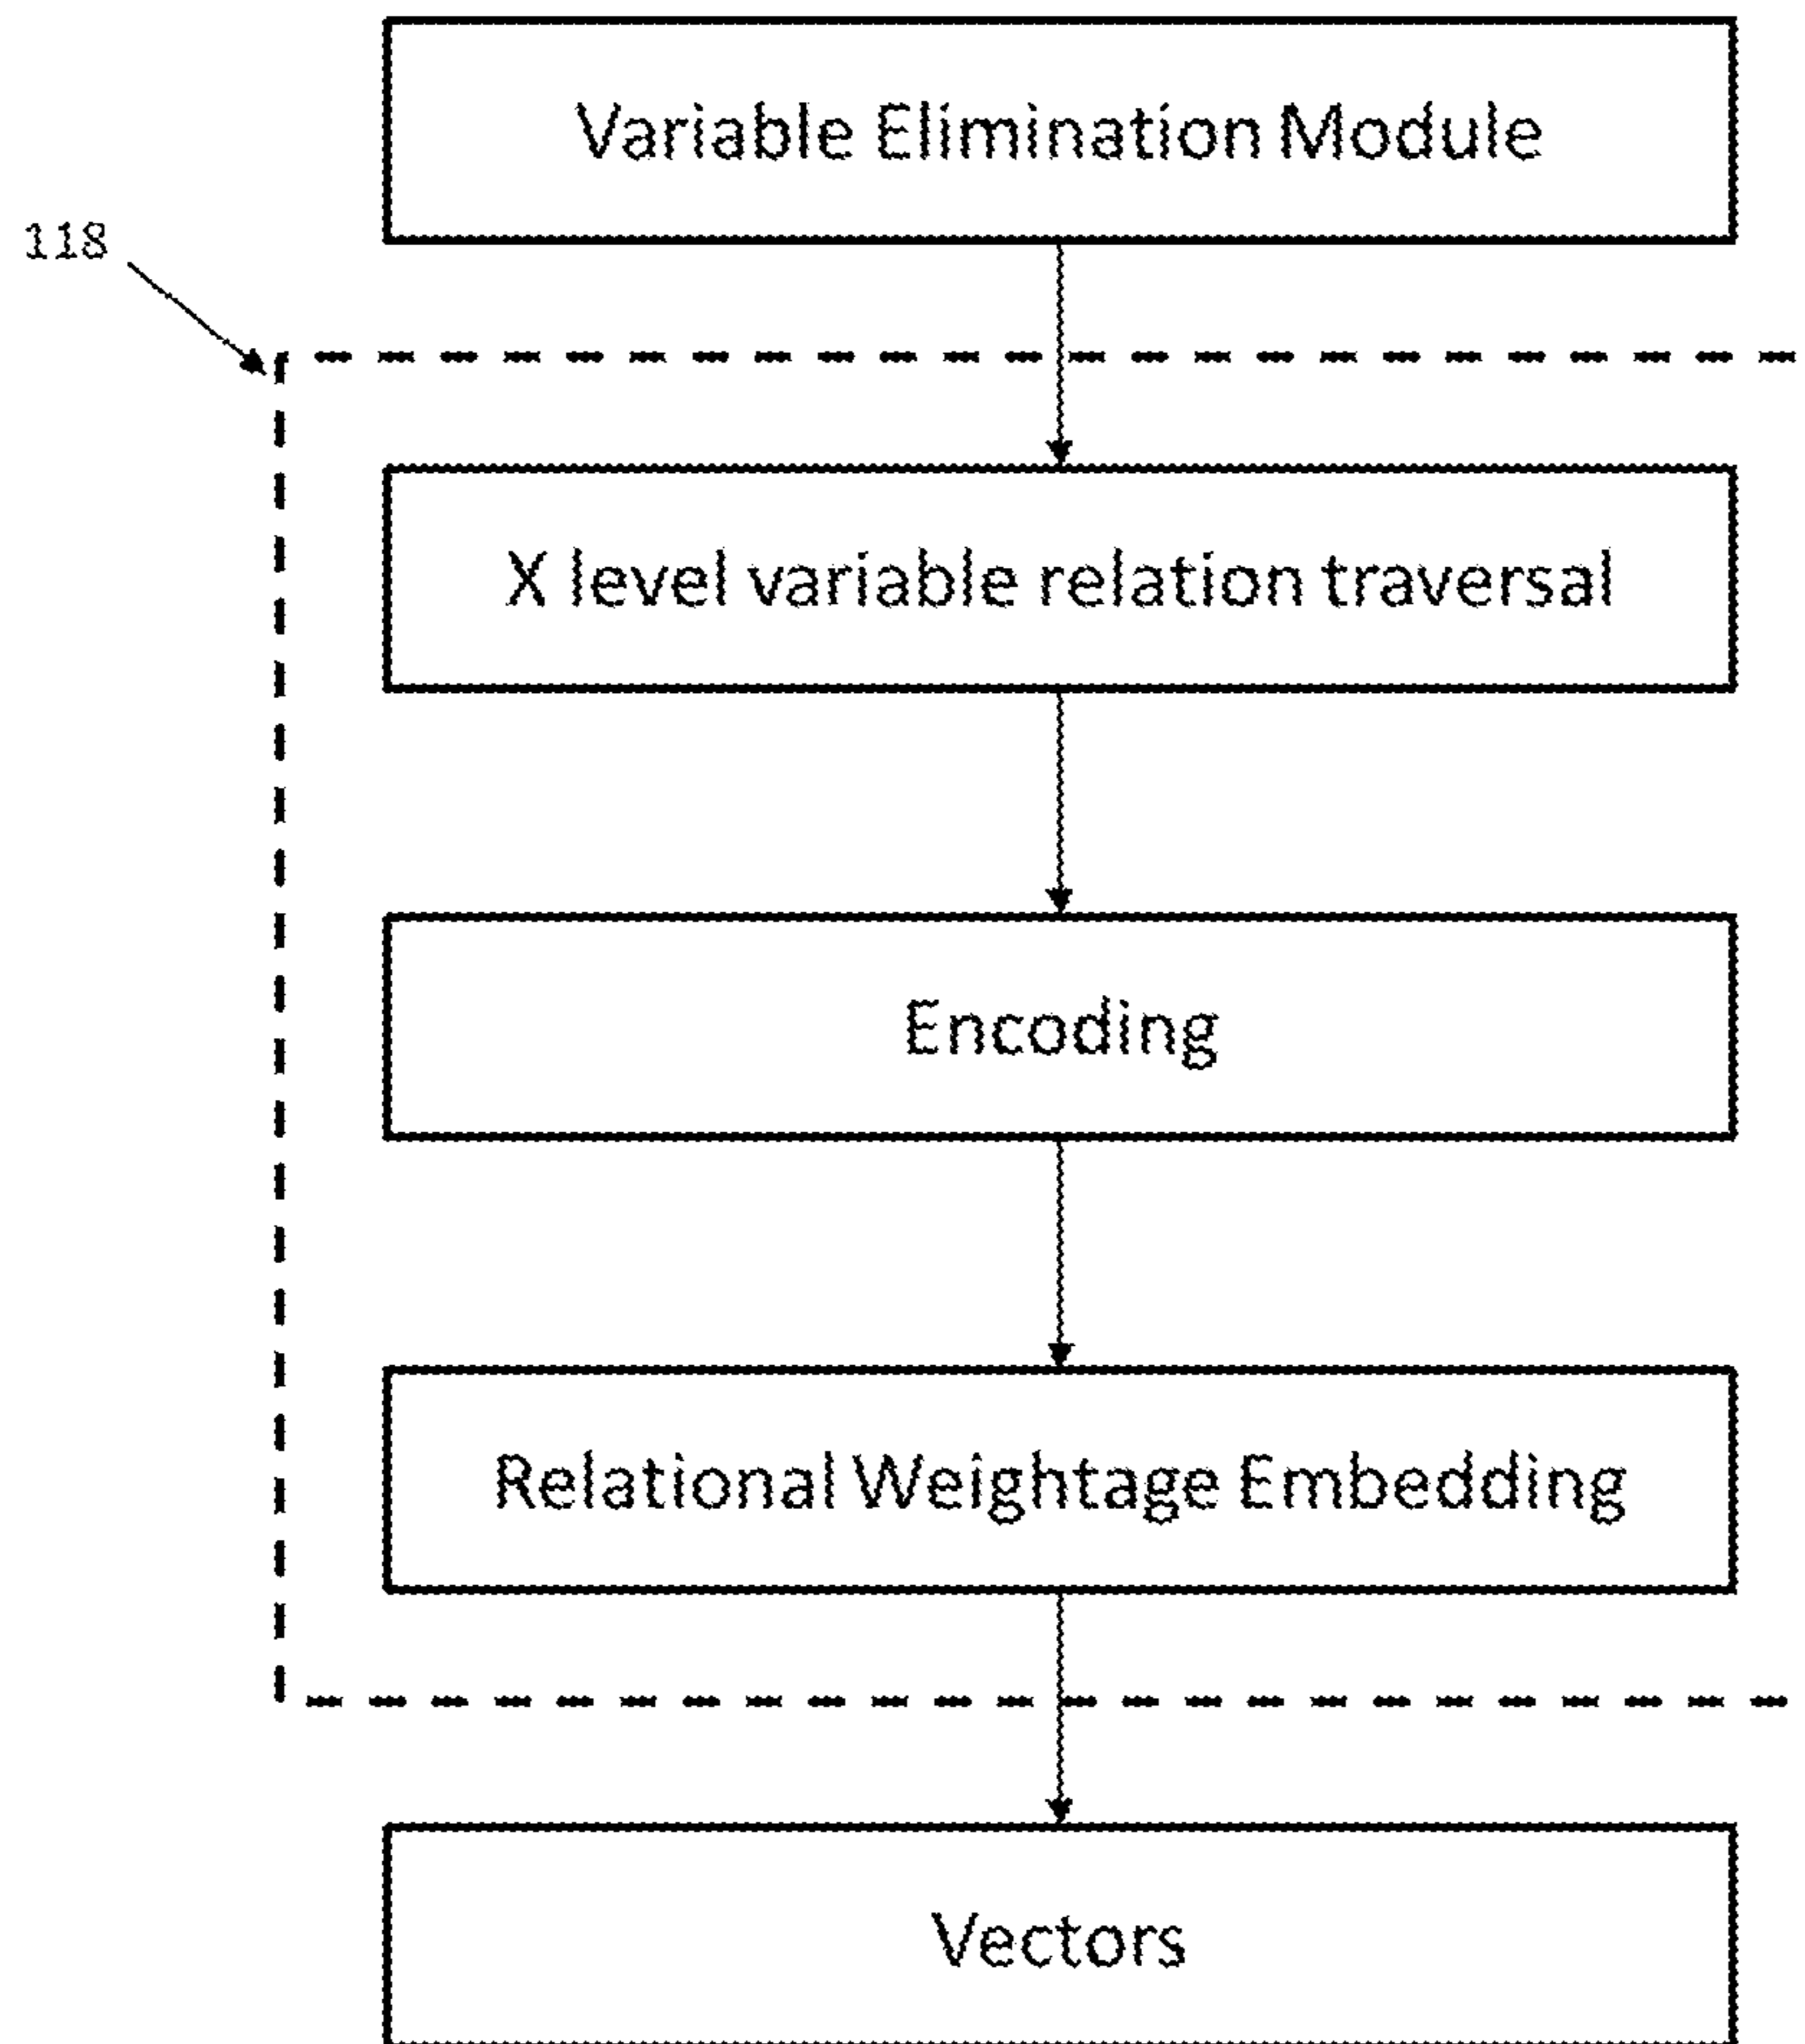 Variable Elimination Module
118
X level variable relation traversal
Encoding
Relational Weightage Embedding
Vectors